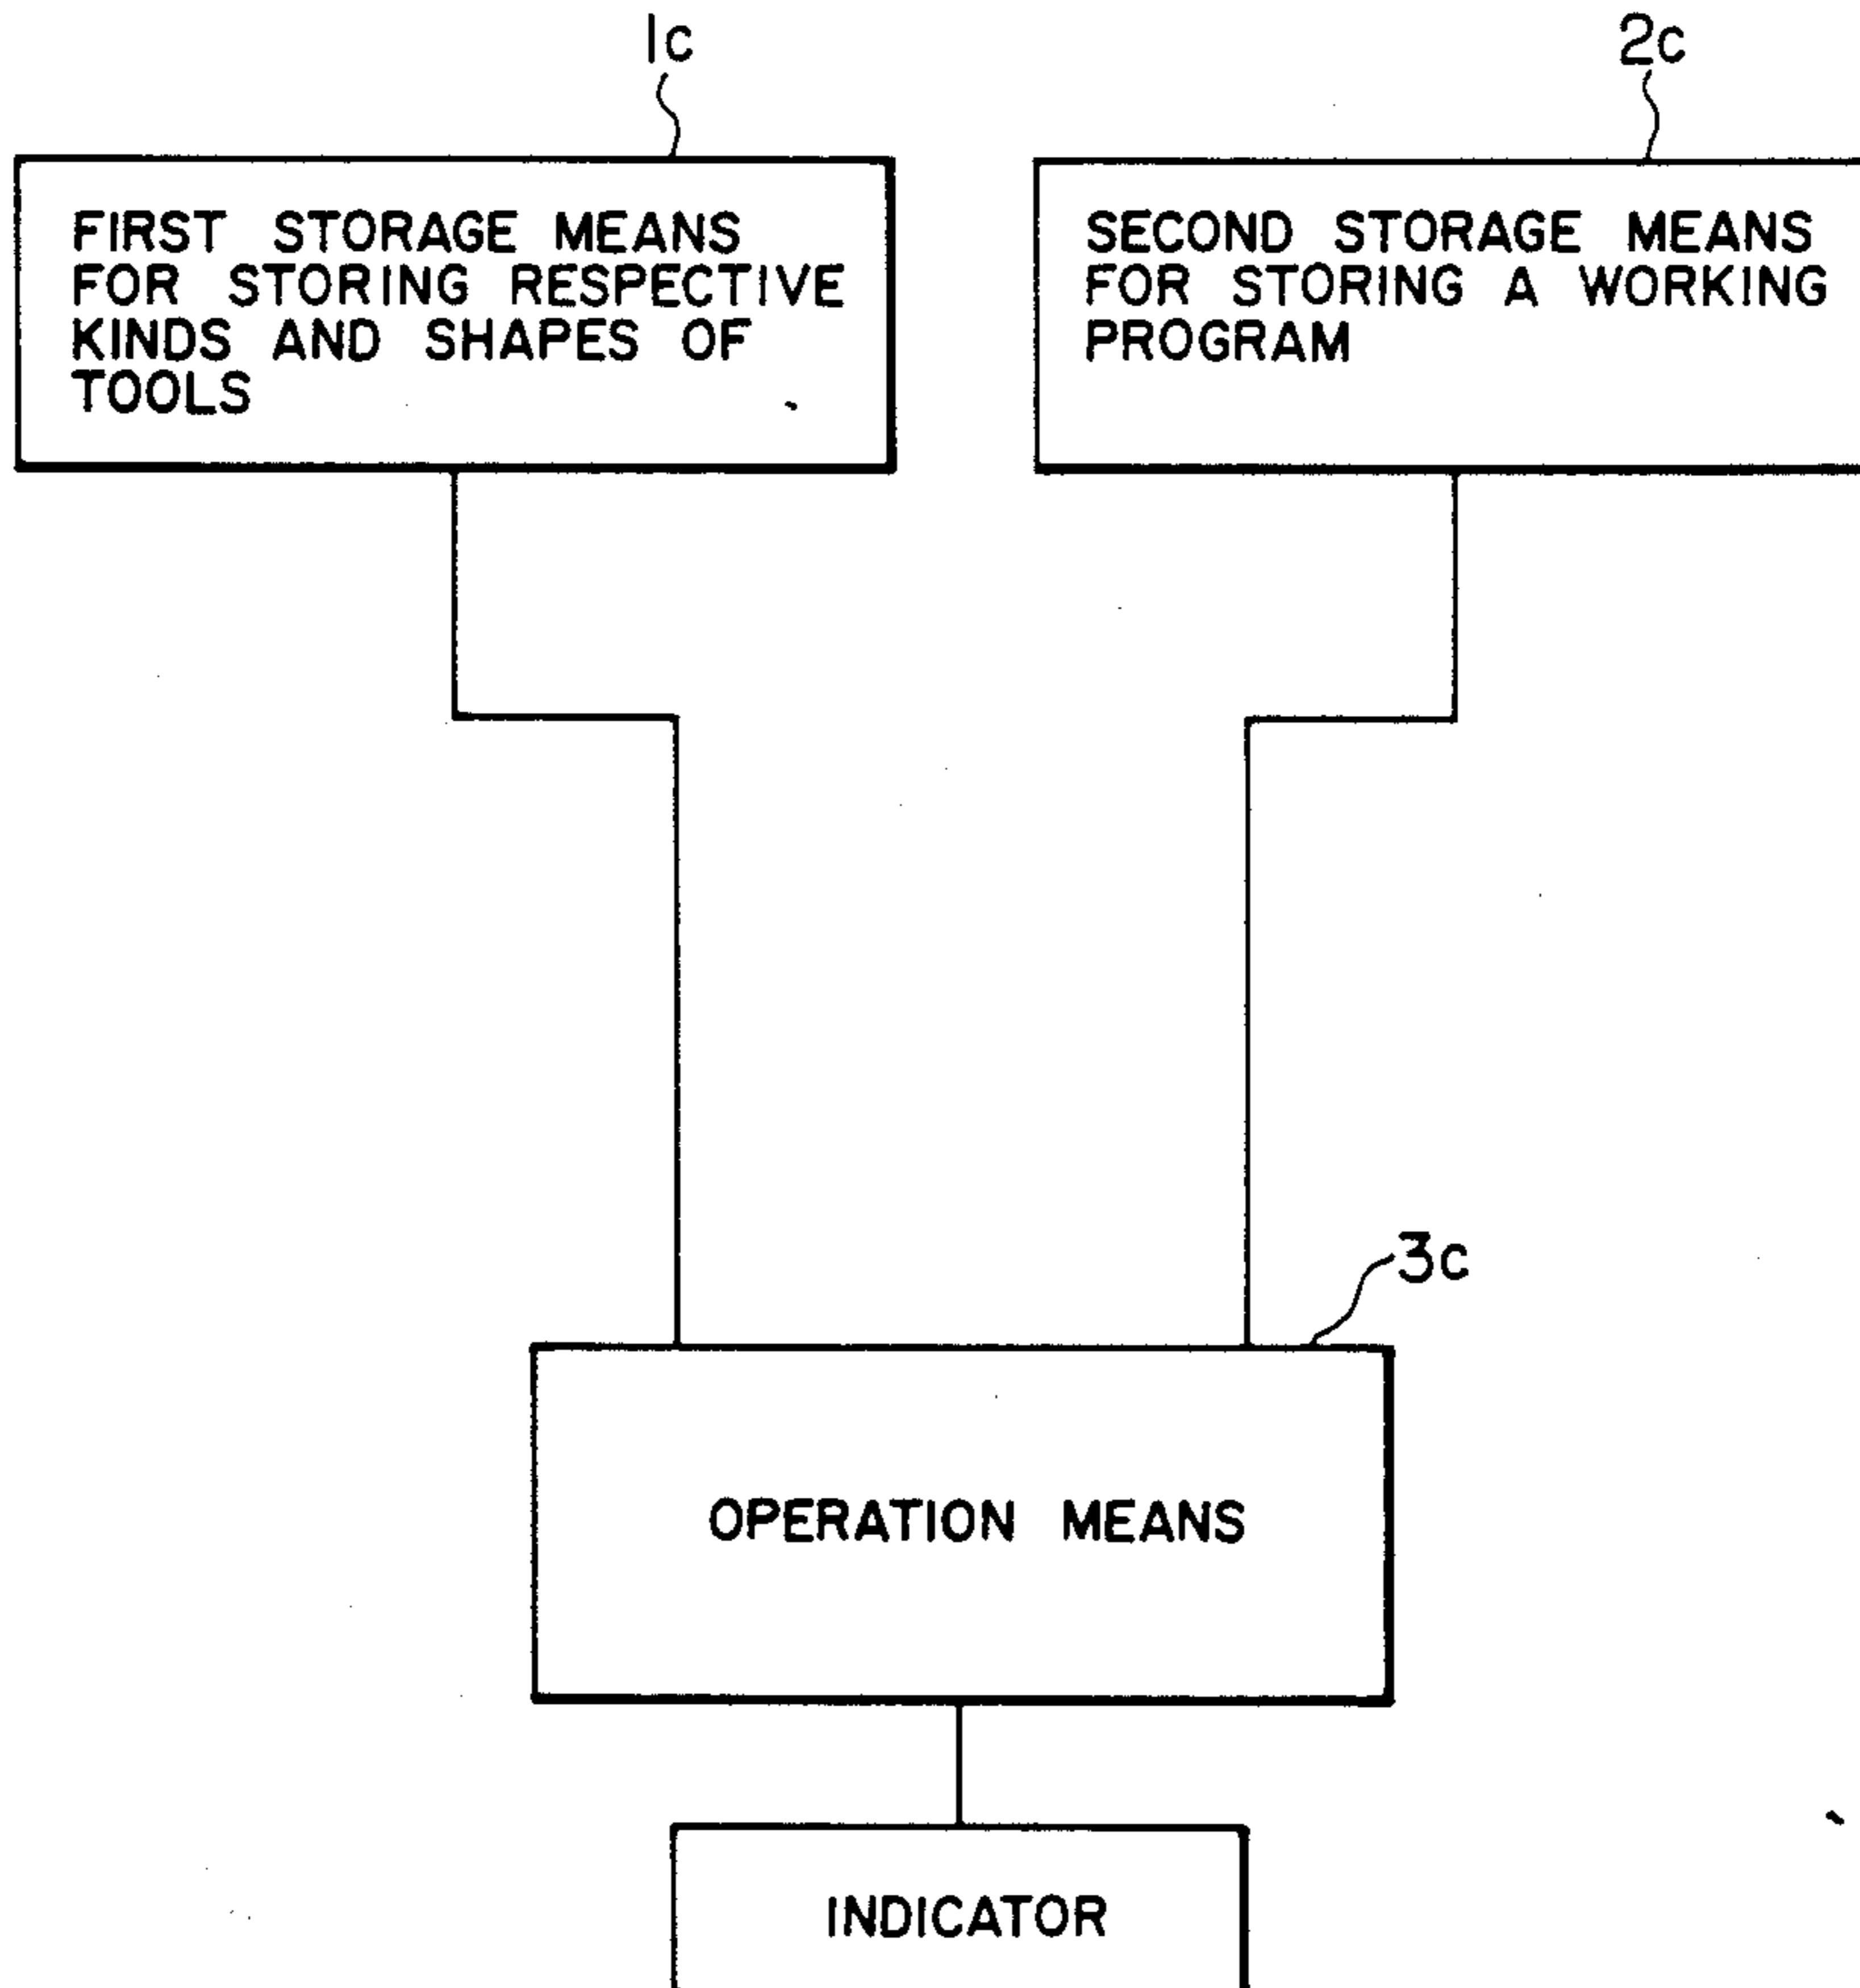 1c
2c
FIRST STORAGE MEANS
FOR STORING RESPECTIVE
KINDS AND SHAPES OF
TOOLS
SECOND STORAGE MEANS
FOR STORING A WORKING
PROGRAM
3c
OPERATION MEANS
INDICATOR